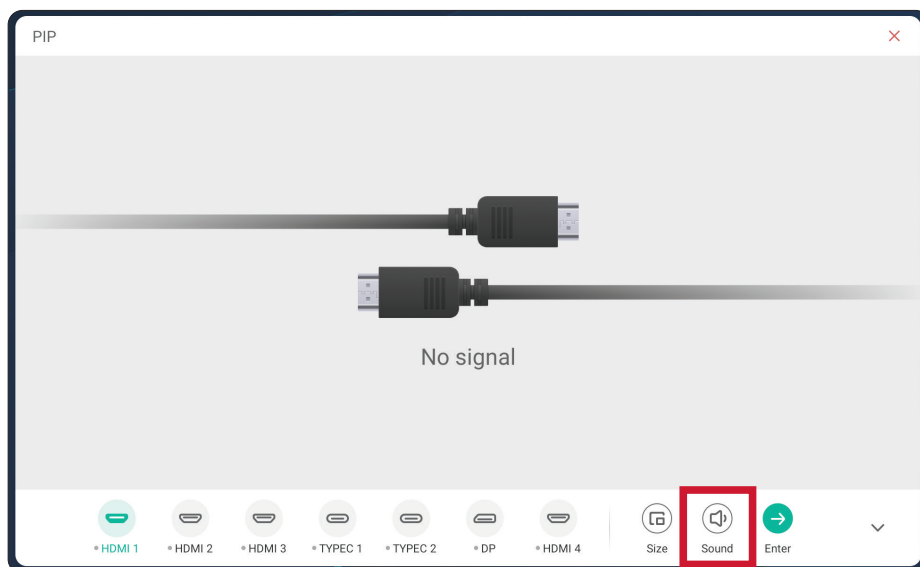 PIP
No signal
HDMI 1 HDMI 2 HDMI 3 TYPEC 1 TYPEC 2 DP HDMI 4 Size Sound Enter